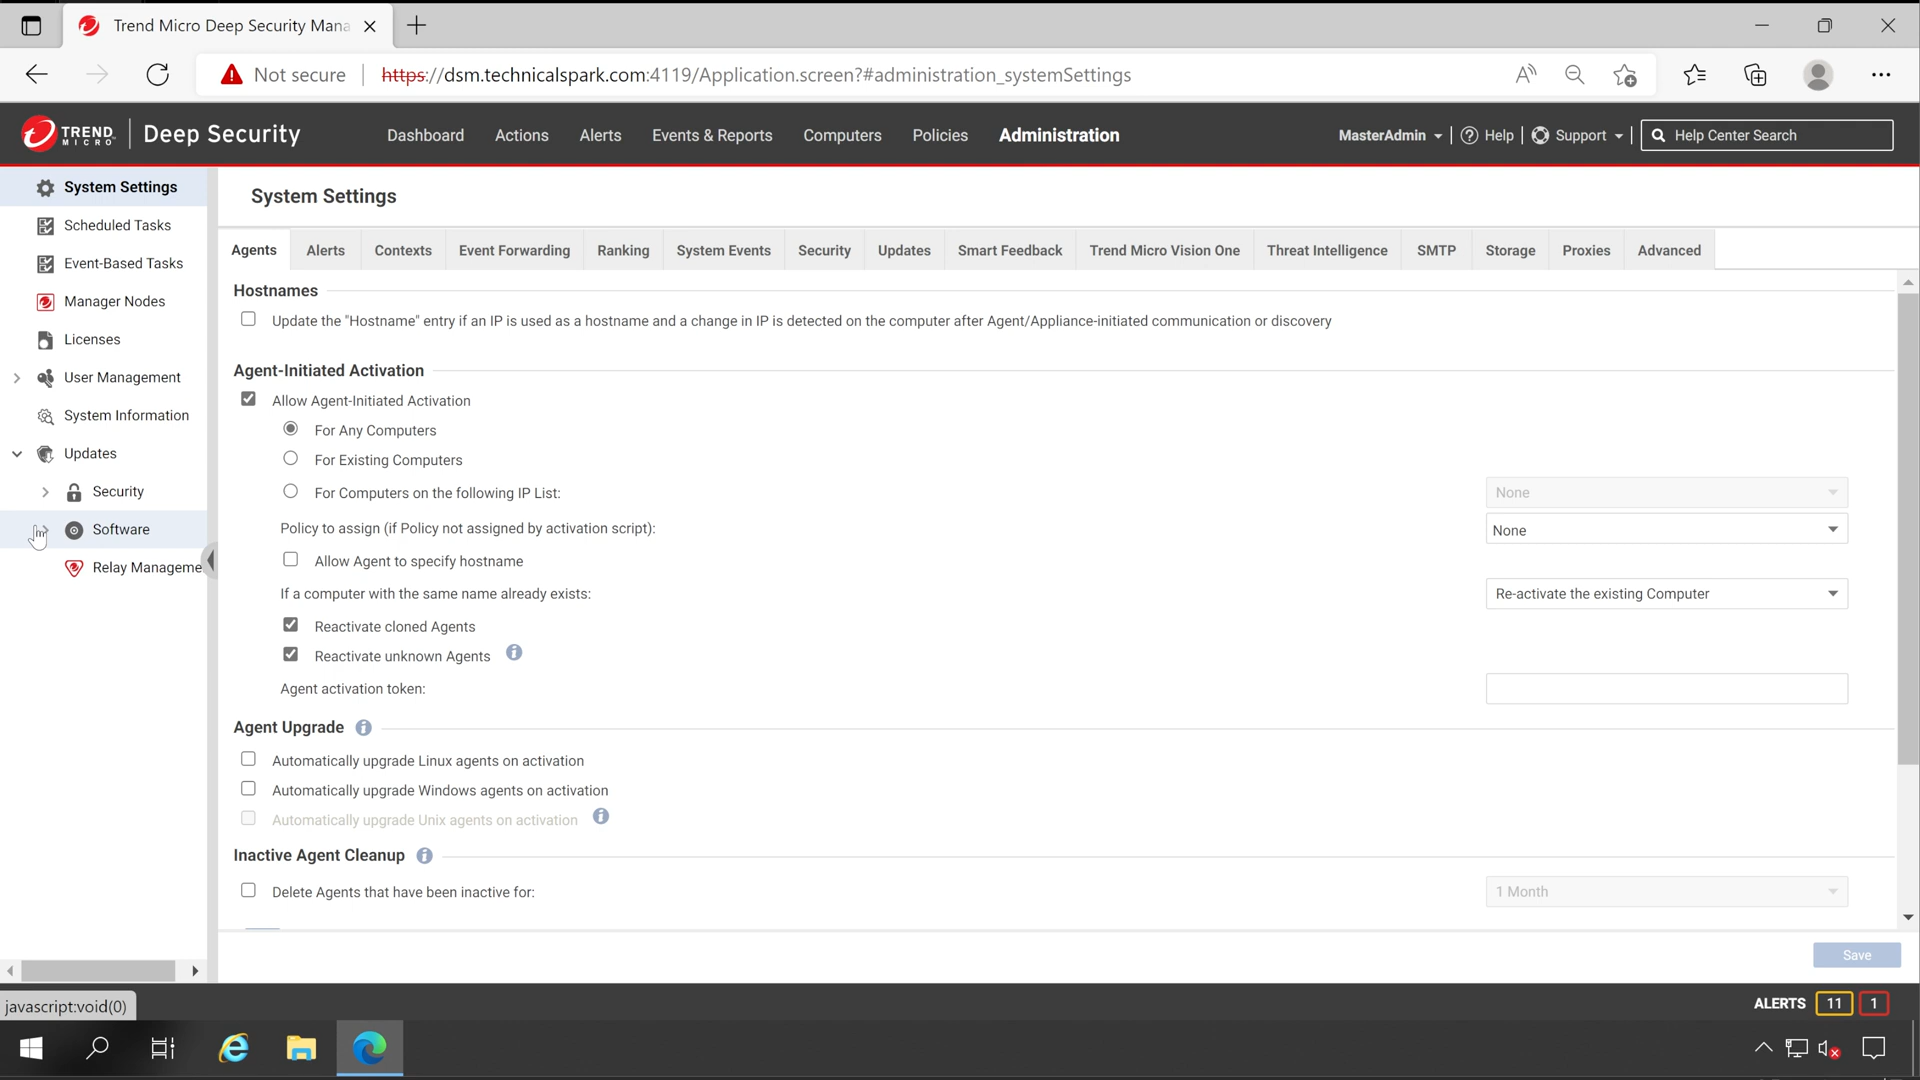 Trend Micro Deep Security Mana
Not secure
https://dsm.technicalspark.com:4119/Application.screen?#administration_systemSettings
TREND MICRO
Deep Security
Dashboard
Actions
Alerts
Events & Reports
Computers
Policies
Administration
MasterAdmin
Help
Support
Help Center Search
System Settings
Scheduled Tasks
Event-Based Tasks
Manager Nodes
Licenses
User Management
System Information
Updates
Security
Software
Relay Manageme
System Settings
Agents
Alerts
Contexts
Event Forwarding
Ranking
System Events
Security
Updates
Smart Feedback
Trend Micro Vision One
Threat Intelligence
SMTP
Storage
Proxies
Advanced
Hostnames
Update the "Hostname" entry if an IP is used as a hostname and a change in IP is detected on the computer after Agent/Appliance-initiated communication or discovery
Agent-Initiated Activation
Allow Agent-Initiated Activation
For Any Computers
For Existing Computers
For Computers on the following IP List:
None
Policy to assign (if Policy not assigned by activation script):
None
Allow Agent to specify hostname
If a computer with the same name already exists:
Re-activate the existing Computer
Reactivate cloned Agents
Reactivate unknown Agents
Agent activation token:
Agent Upgrade
Automatically upgrade Linux agents on activation
Automatically upgrade Windows agents on activation
Automatically upgrade Unix agents on activation
Inactive Agent Cleanup
Delete Agents that have been inactive for:
1 Month
Save
javascript:void(0)
ALERTS
11
1